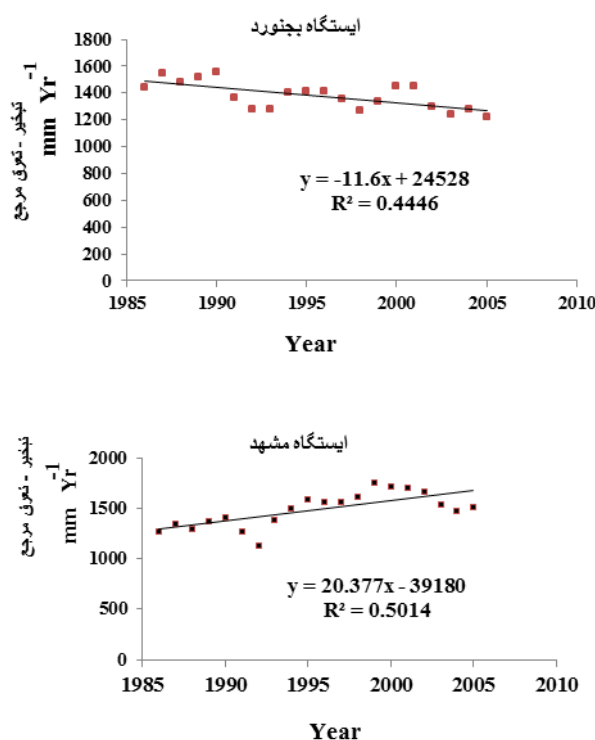 ایستگاه بجنورد
تبخیر - تعرق مرجع
mm Yr⁻¹
1800
1600
1400
1200
1000
800
600
400
200
0
y = -11.6x + 24528
R² = 0.4446
1985 1990 1995 2000 2005 2010
Year
ایستگاه مشهد
تبخیر - تعرق مرجع
mm Yr⁻¹
2000
1500
1000
500
0
y = 20.377x - 39180
R² = 0.5014
1985 1990 1995 2000 2005 2010
Year